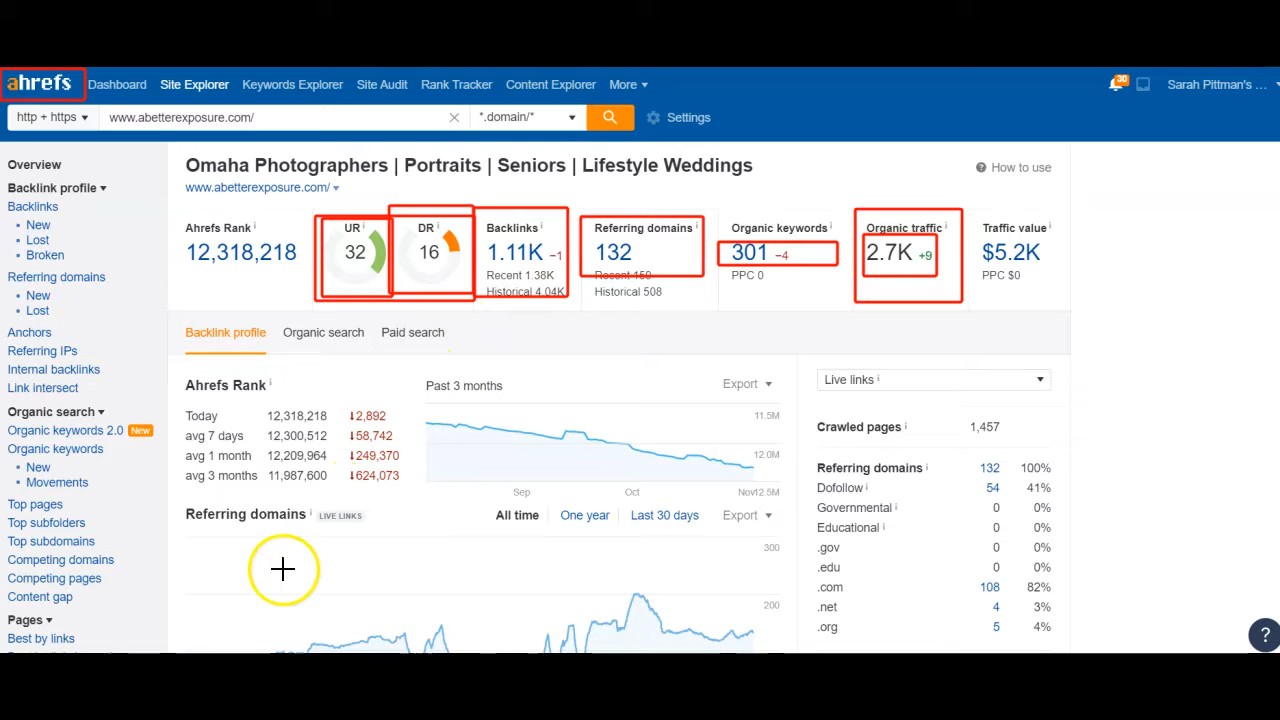 ahrefs Dashboard Site Explorer Keywords Explorer Site Audit Rank Tracker Content Explorer More 30 Sarah Pittman's ...
http + https www.abetterexposure.com/ *.domain/* Settings
Overview
Backlink profile
Backlinks
New
Lost
Broken
Referring domains
New
Lost
Anchors
Referring IPs
Internal backlinks
Link intersect
Organic search
Organic keywords 2.0 New
Organic keywords
New
Movements
Top pages
Top subfolders
Top subdomains
Competing domains
Competing pages
Content gap
Pages
Best by links
Omaha Photographers | Portraits | Seniors | Lifestyle Weddings
How to use
www.abetterexposure.com/
Ahrefs Rank i UR i DR i Backlinks i Referring domains i Organic keywords i Organic traffic i Traffic value i
12,318,218 32 16 1.11K −1 132 301 −4 2.7K +9 $5.2K
Recent 1.38K Recent 159 PPC 0 PPC $0
Historical 4.04K Historical 508
Backlink profile Organic search Paid search
Ahrefs Rank i Past 3 months Export
Today 12,318,218 ↓2,892
avg 7 days 12,300,512 ↓58,742
avg 1 month 12,209,964 ↓249,370
avg 3 months 11,987,600 ↓624,073
11.5M
12.0M
Sep Oct Nov 12.5M
Referring domains i LIVE LINKS All time One year Last 30 days Export
300
200
Live links i
Crawled pages i 1,457
Referring domains i 132 100%
Dofollow i 54 41%
Governmental i 0 0%
Educational i 0 0%
.gov 0 0%
.edu 0 0%
.com 108 82%
.net 4 3%
.org 5 4%
?